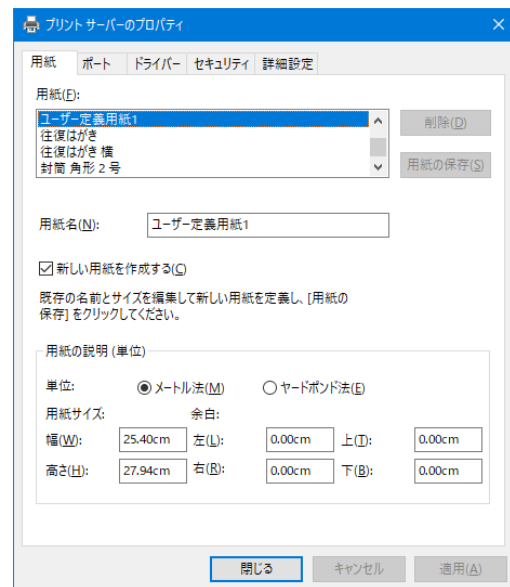 プリント サーバーのプロパティ
用紙 ポート ドライバー セキュリティ 詳細設定
用紙(F):
ユーザー定義用紙1
往復はがき
往復はがき 横
封筒 角形 2 号
削除(D)
用紙の保存(S)
用紙名(N): ユーザー定義用紙1
新しい用紙を作成する(C)
既存の名前とサイズを編集して新しい用紙を定義し、[用紙の
保存] をクリックしてください。
用紙の説明 (単位)
単位: メートル法(M) ヤードポンド法(E)
用紙サイズ: 余白:
幅(W): 25.40cm 左(L): 0.00cm 上(T): 0.00cm
高さ(H): 27.94cm 右(R): 0.00cm 下(B): 0.00cm
閉じる キャンセル 適用(A)